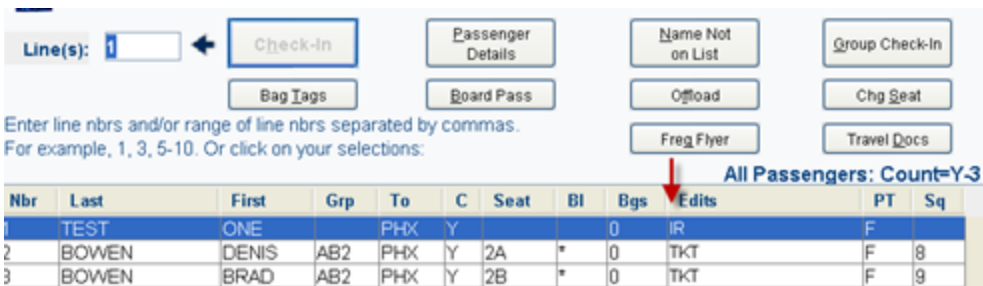 Line(s): 1 Check-In Passenger Details Name Not on List Group Check-In
Bag Tags Board Pass Offload Chg Seat
Enter line nbrs and/or range of line nbrs separated by commas.
For example, 1, 3, 5-10. Or click on your selections:
Freq Flyer Travel Docs
All Passengers: Count=Y-3
Nbr Last First Grp To C Seat Bl Bgs Edits PT Sq
1 TEST ONE PHX Y 0 IR F
2 BOWEN DENIS AB2 PHX Y 2A * 0 TKT F 8
3 BOWEN BRAD AB2 PHX Y 2B * 0 TKT F 9